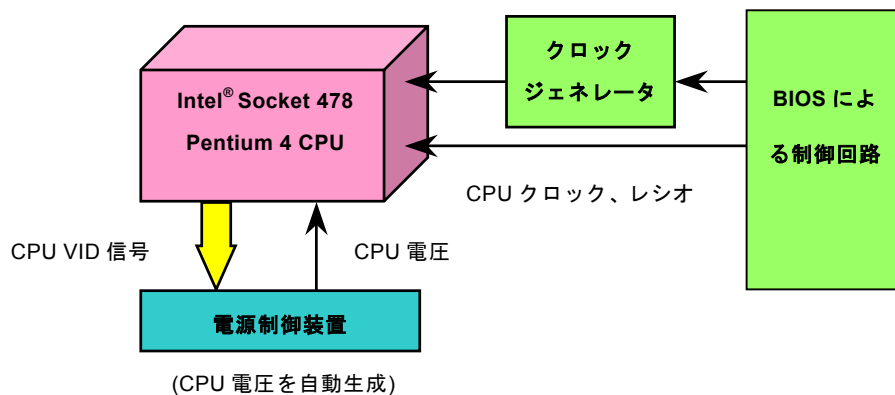 Intel® Socket 478
Pentium 4 CPU
クロック
ジェネレータ
BIOS によ
る制御回路
CPU クロック、レシオ
CPU VID 信号
CPU 電圧
電源制御装置
(CPU 電圧を自動生成)